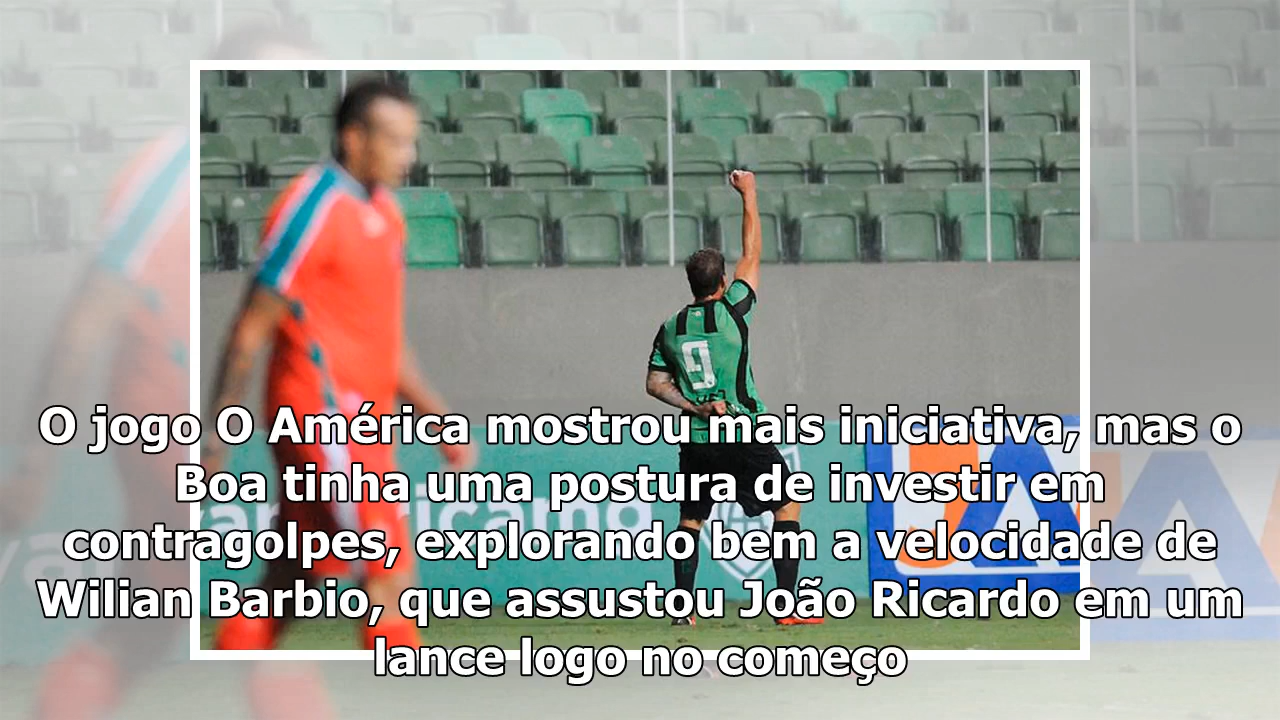 O jogo O América mostrou mais iniciativa, mas o
Boa tinha uma postura de investir em
contragolpes, explorando bem a velocidade de
Wilian Barbio, que assustou João Ricardo em um
lance logo no começo
9